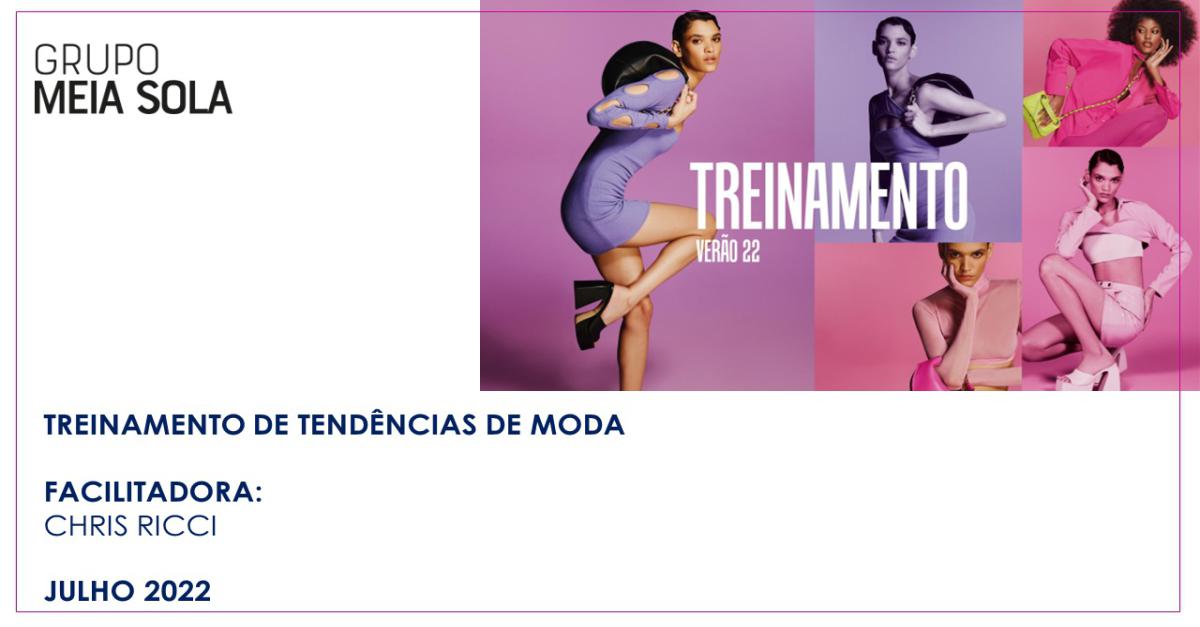 GRUPO
MEIA SOLA
TREINAMENTO
VERÃO 22
TREINAMENTO DE TENDÊNCIAS DE MODA
FACILITADORA:
CHRIS RICCI
JULHO 2022